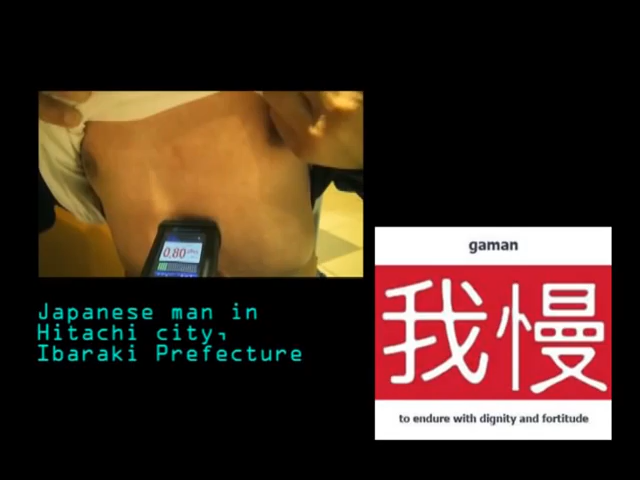 0.80
Japanese man in
Hitachi city,
Ibaraki Prefecture
gaman
我慢
to endure with dignity and fortitude